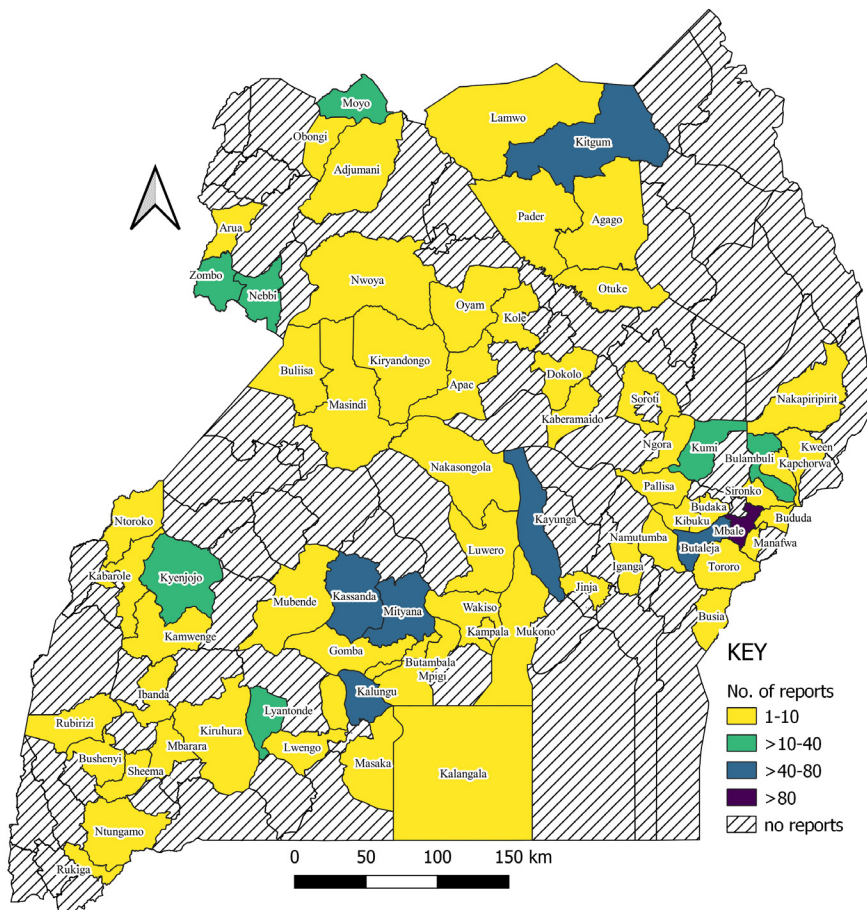 Moyo
Lamwo
Obongi
Kitgum
Adjumani
Pader
Agago
Arua
Zombo
Nebbi
Nwoya
Otuke
Oyam
Kole
Buliisa
Kiryandongo
Apac
Dokolo
Masindi
Soroti
Nakapiripirit
Kaberamaido
Ngora
Kumi
Bulambuli
Kween
Kapchorwa
Nakasongola
Pallisa
Sironko
Ntoroko
Kayunga
Budaka
Bududa
Kibuku
Mbale
Namutumba
Manafwa
Luwero
Butaleja
Kabarole
Kyenjojo
Iganga
Tororo
Kassanda
Jinja
Mubende
Mityana
Wakiso
Busia
Kamwenge
Kampala
Mukono
Gomba
Butambala
Mpigi
Ibanda
Kalungu
Lyantonde
Rubirizi
Kiruhura
Mbarara
Lwengo
Bushenyi
Masaka
Sheema
Kalangala
Ntungamo
Rukiga
KEY
No. of reports
1-10
>10-40
>40-80
>80
no reports
0 50 100 150 km